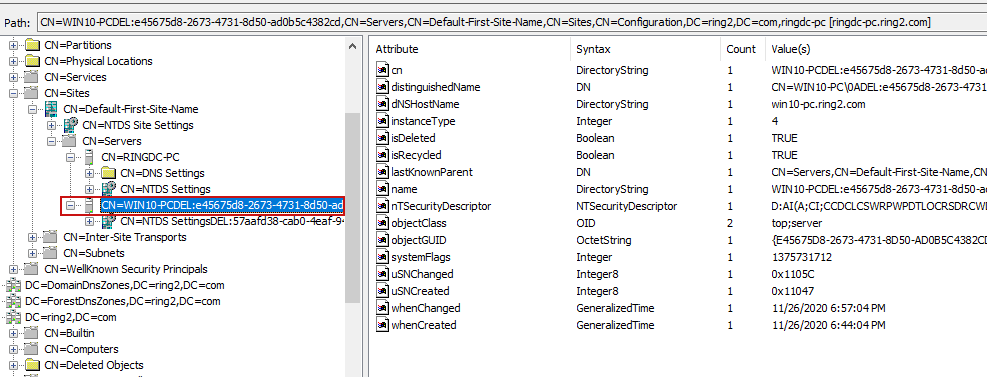 Path: CN=WIN10-PCDEL:e45675d8-2673-4731-8d50-ad0b5c4382cd,CN=Servers,CN=Default-First-Site-Name,CN=Sites,CN=Configuration,DC=ring2,DC=com,ringdc-pc [ringdc-pc.ring2.com]
CN=Partitions
CN=Physical Locations
CN=Services
CN=Sites
CN=Default-First-Site-Name
CN=NTDS Site Settings
CN=Servers
CN=RINGDC-PC
CN=DNS Settings
CN=NTDS Settings
CN=WIN10-PCDEL:e45675d8-2673-4731-8d50-ad
CN=NTDS SettingsDEL:57aafd38-cab0-4eaf-9
CN=Inter-Site Transports
CN=Subnets
CN=WellKnown Security Principals
DC=DomainDnsZones,DC=ring2,DC=com
DC=ForestDnsZones,DC=ring2,DC=com
DC=ring2,DC=com
CN=Builtin
CN=Computers
CN=Deleted Objects
Attribute Syntax Count Value(s)
cn DirectoryString 1 WIN10-PCDEL:e45675d8-2673-4731-8d50-a
distinguishedName DN 1 CN=WIN10-PC\0ADEL:e45675d8-2673-4731
dNSHostName DirectoryString 1 win10-pc.ring2.com
instanceType Integer 1 4
isDeleted Boolean 1 TRUE
isRecycled Boolean 1 TRUE
lastKnownParent DN 1 CN=Servers,CN=Default-First-Site-Name,CN
name DirectoryString 1 WIN10-PCDEL:e45675d8-2673-4731-8d50-a
nTSecurityDescriptor NTSecurityDescriptor 1 D:AI(A;CI;CCDCLCSWRPWPDTLOCRSDRCWD
objectClass OID 2 top;server
objectGUID OctetString 1 {E45675D8-2673-4731-8D50-AD0B5C4382CD
systemFlags Integer 1 1375731712
uSNChanged Integer8 1 0x1105C
uSNCreated Integer8 1 0x11047
whenChanged GeneralizedTime 1 11/26/2020 6:57:04 PM
whenCreated GeneralizedTime 1 11/26/2020 6:44:04 PM